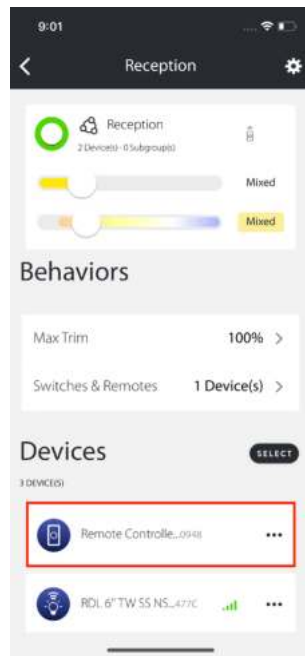 9:01
Reception
Reception
2 Device(s) - 0 Subgroup(s)
Mixed
Mixed
Behaviors
Max Trim 100%
Switches & Remotes 1 Device(s)
Devices SELECT
3 DEVICE(S)
Remote Controlle...0948
RDL 6" TW SS NS...477C